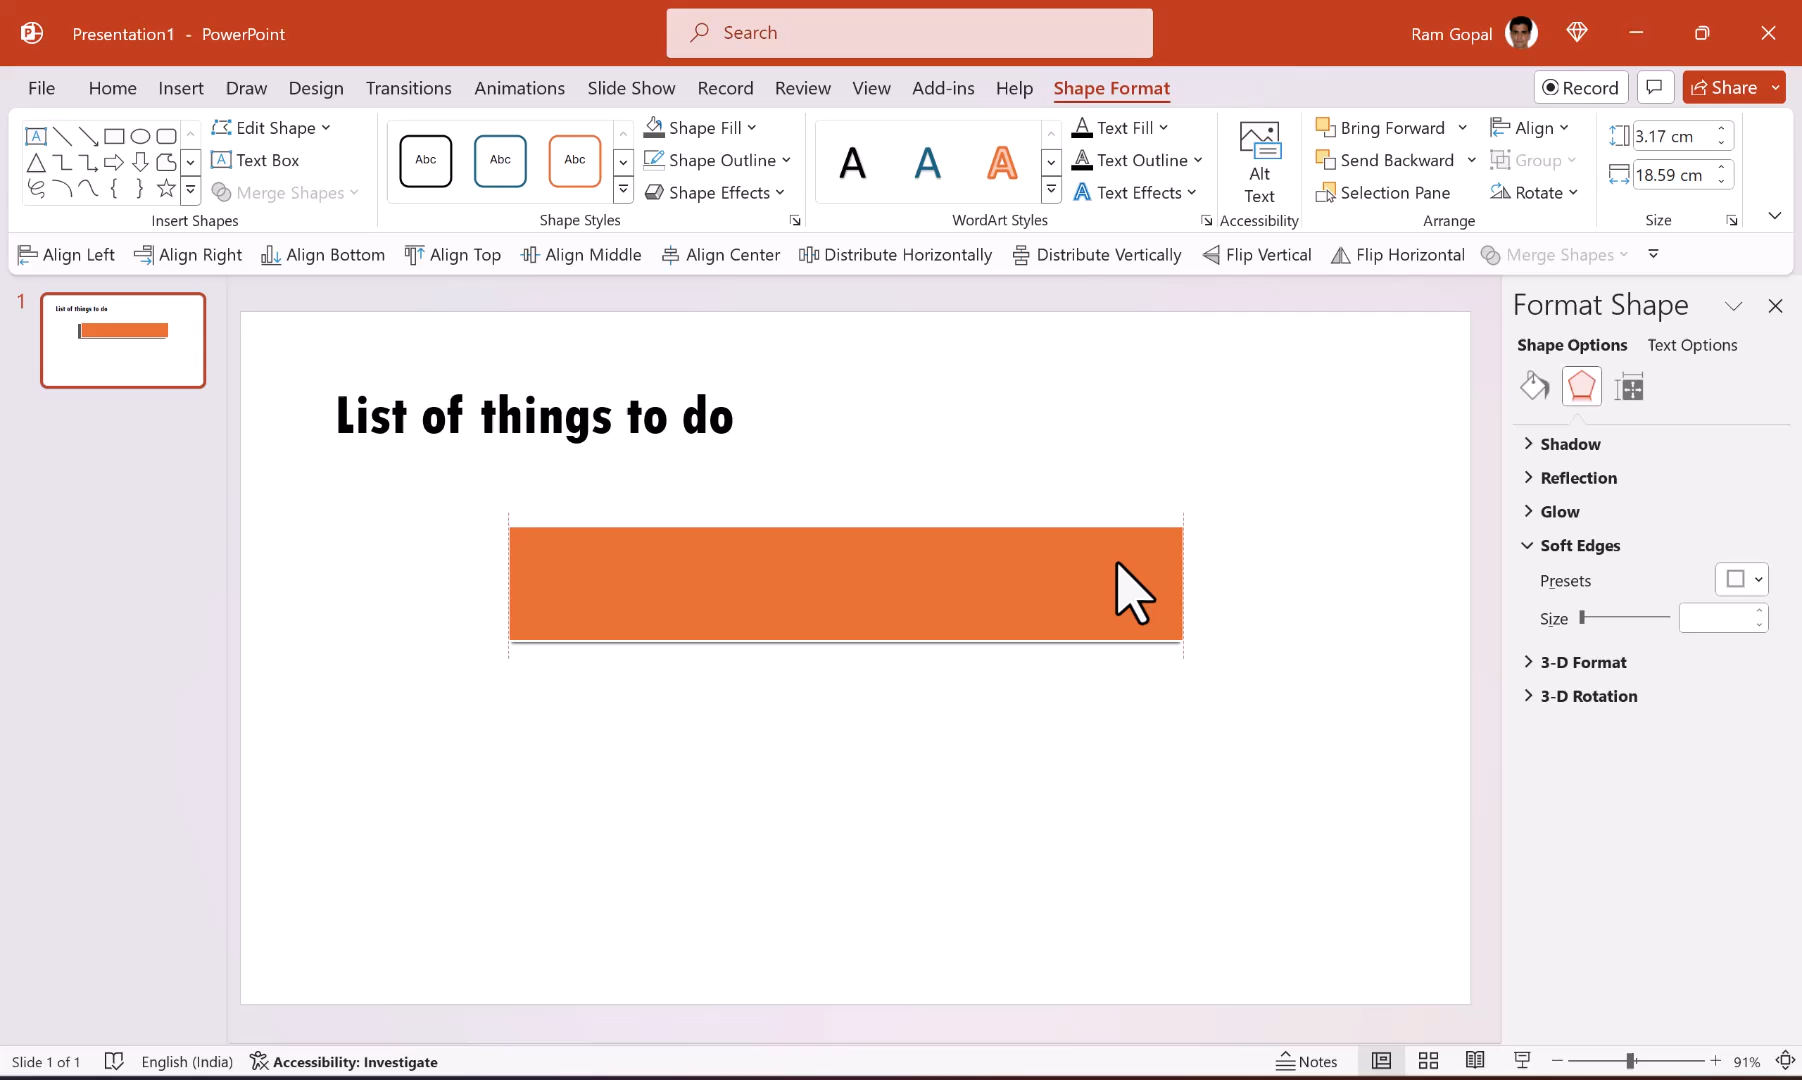 Presentation1 - PowerPoint
Search
Ram Gopal
File Home Insert Draw Design Transitions Animations Slide Show Record Review View Add-ins Help Shape Format
Record
Share
Edit Shape
Text Box
Merge Shapes
Insert Shapes
Abc Abc Abc
Shape Fill
Shape Outline
Shape Effects
Shape Styles
A A A
Text Fill
Text Outline
Text Effects
WordArt Styles
Alt
Text
Accessibility
Bring Forward
Send Backward
Selection Pane
Align
Group
Rotate
Arrange
3.17 cm
18.59 cm
Size
Align Left Align Right Align Bottom Align Top Align Middle Align Center Distribute Horizontally Distribute Vertically Flip Vertical Flip Horizontal Merge Shapes
1
List of things to do
List of things to do
Format Shape
Shape Options Text Options
Shadow
Reflection
Glow
Soft Edges
Presets
Size
3-D Format
3-D Rotation
Slide 1 of 1 English (India) Accessibility: Investigate Notes 91%